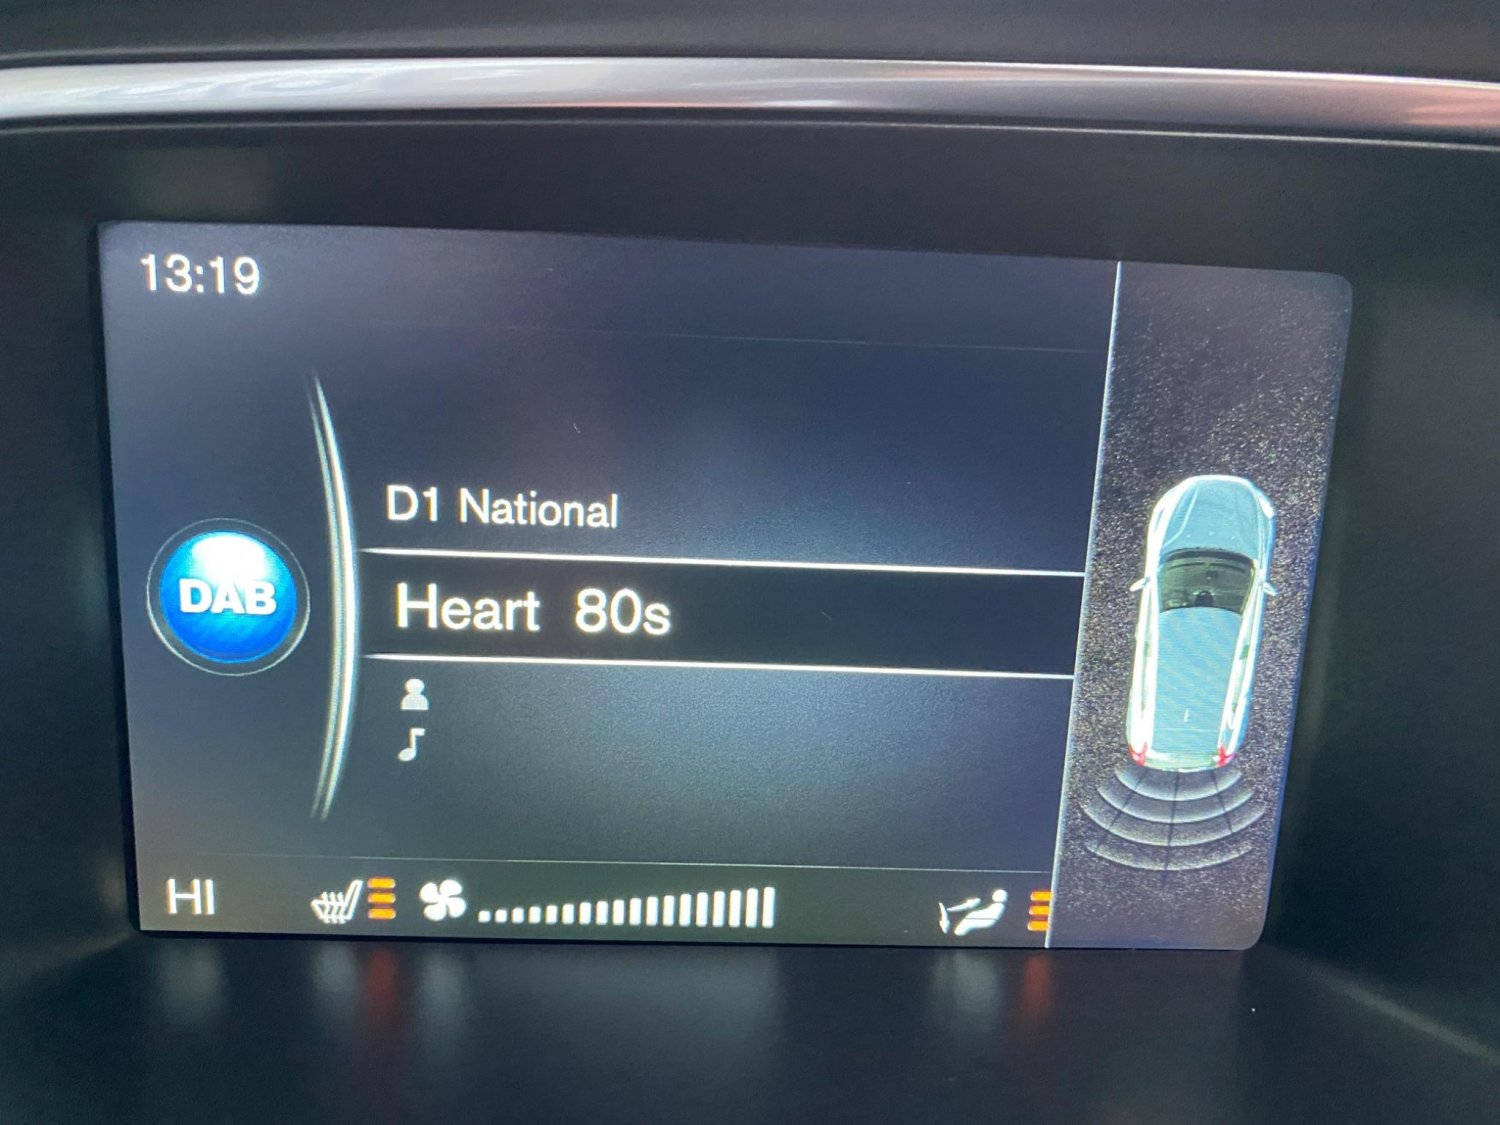 13:19
D1 National
DAB
Heart 80s
HI